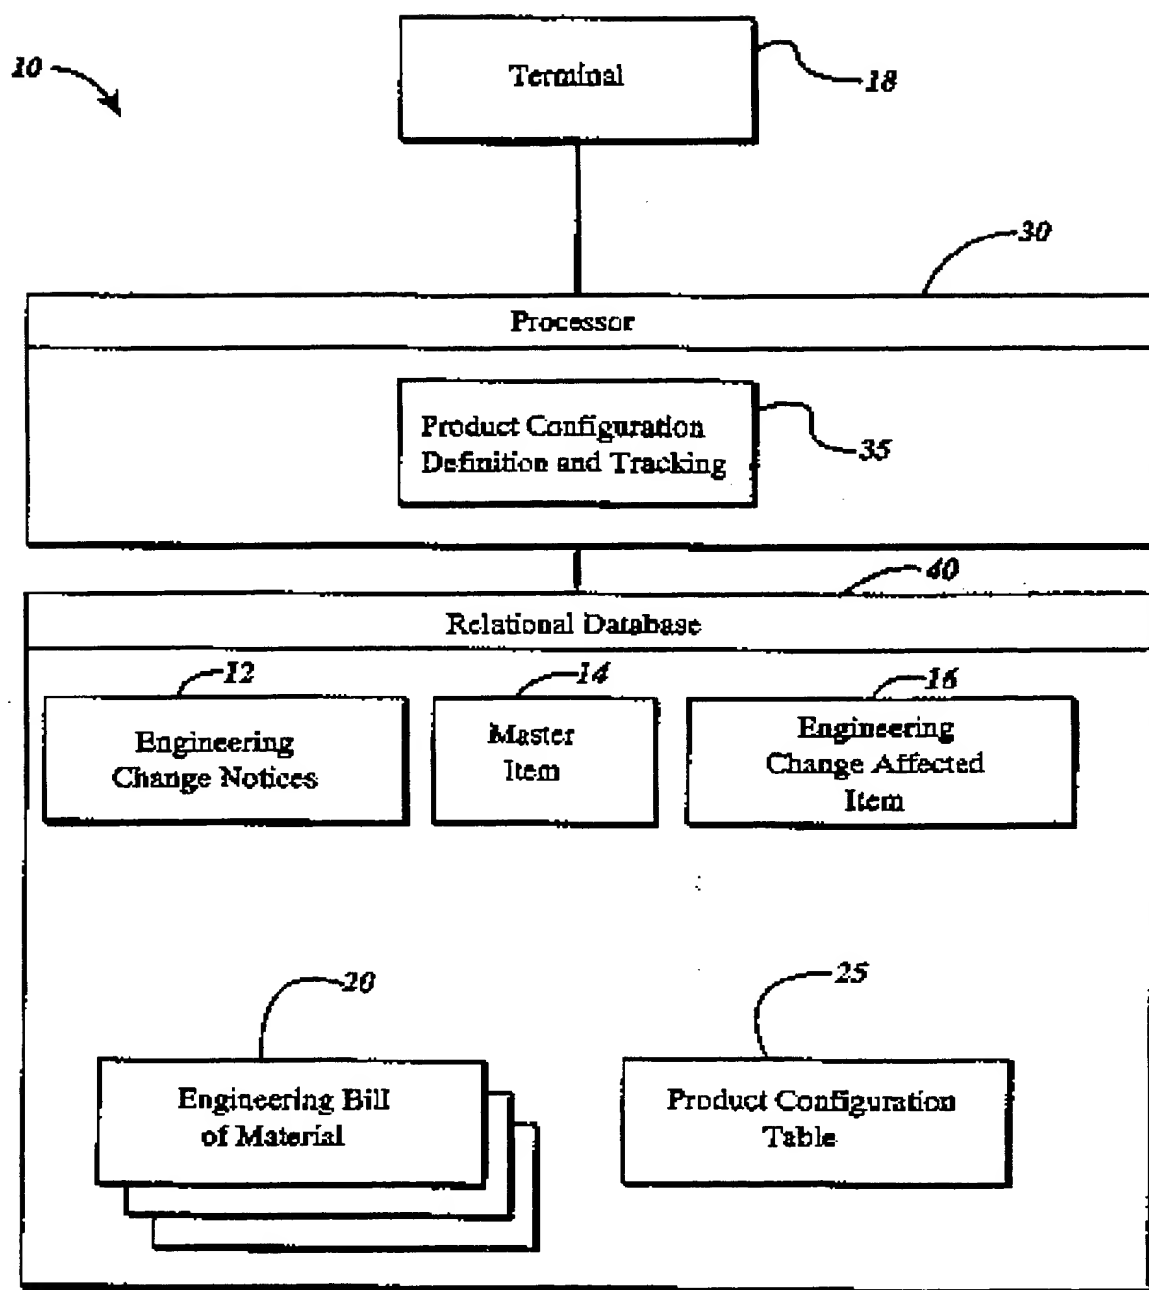 10
Terminal
18
30
Processor
Product Configuration
Definition and Tracking
35
40
Relational Database
12
14
16
Engineering
Change Notices
Master
Item
Engineering
Change Affected
Item
20
25
Engineering Bill
of Material
Product Configuration
Table